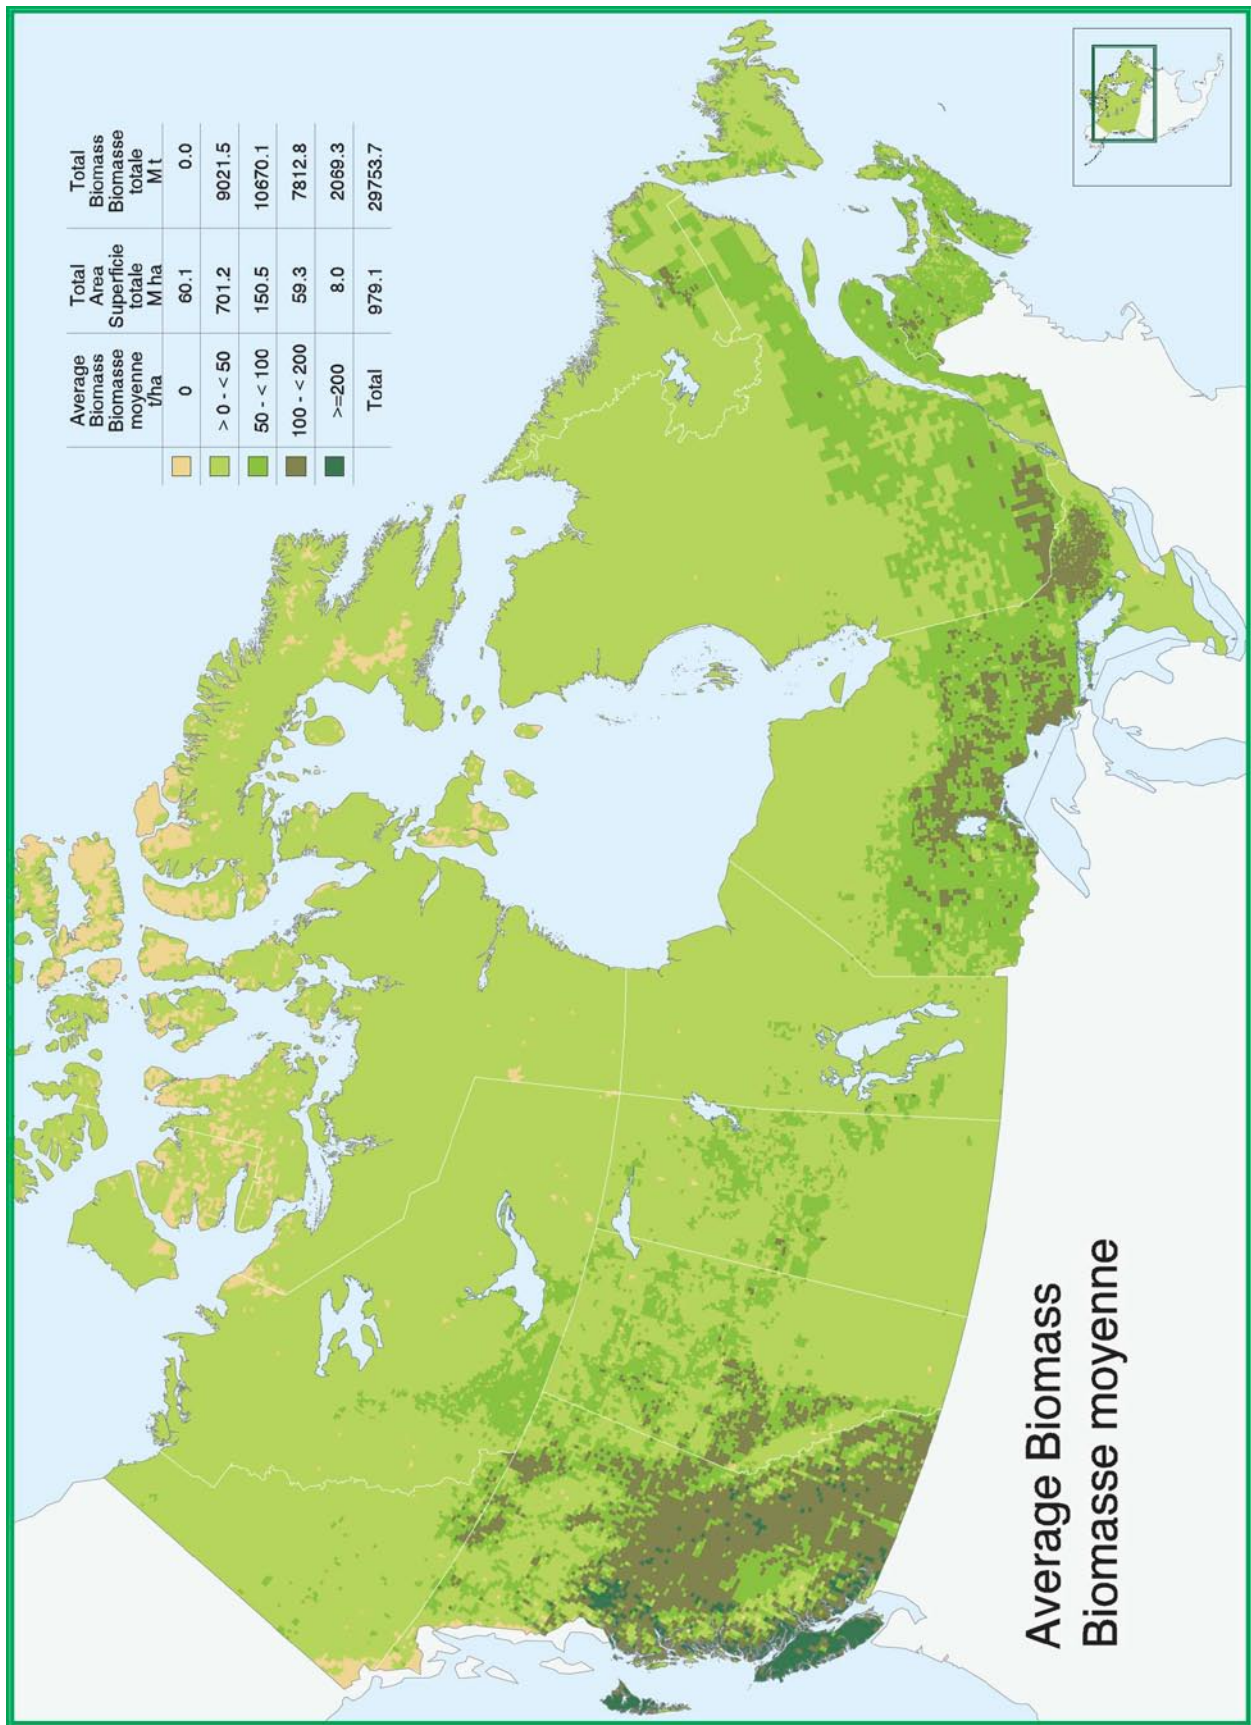 Average
Biomass
Biomasse
moyenne
t/ha
Total
Area
Superficie
totale
M ha
Total
Biomass
Biomasse
totale
M t
0 60.1 0.0
> 0 - < 50 701.2 9021.5
50 - < 100 150.5 10670.1
100 - < 200 59.3 7812.8
>=200 8.0 2069.3
Total 979.1 29753.7
Average Biomass
Biomasse moyenne